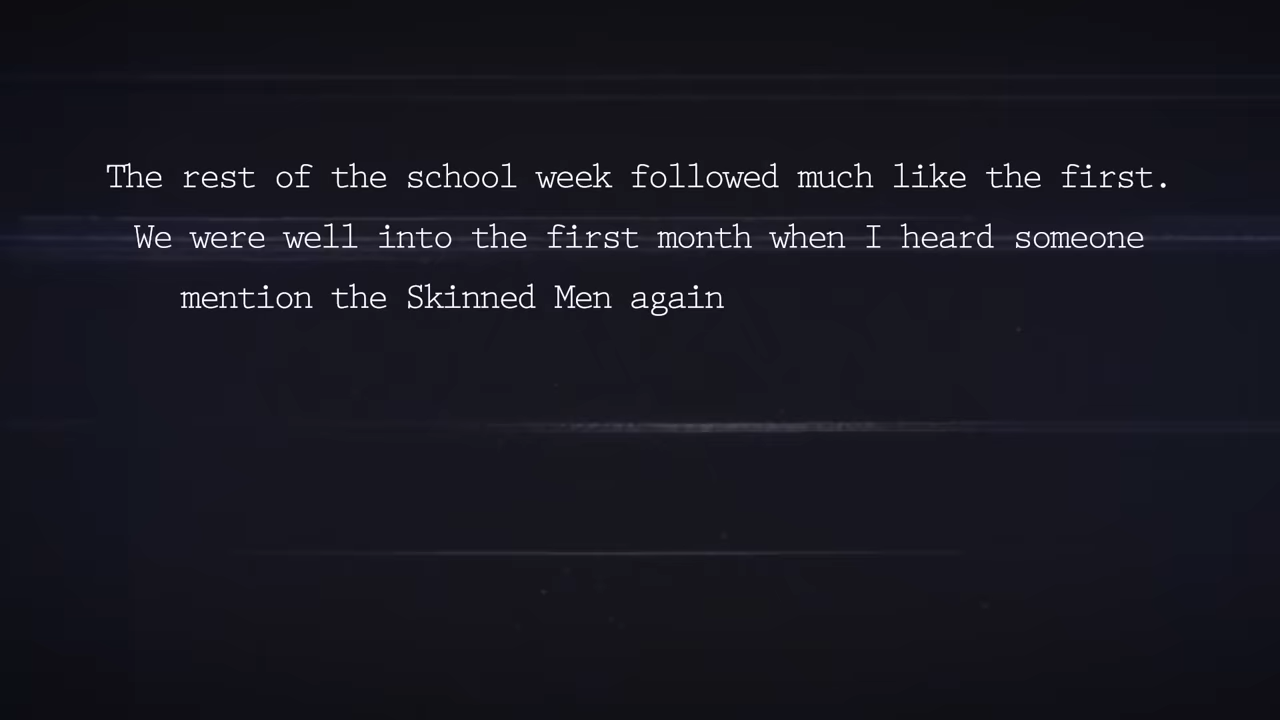 The rest of the school week followed much like the first.
We were well into the first month when I heard someone
mention the Skinned Men again